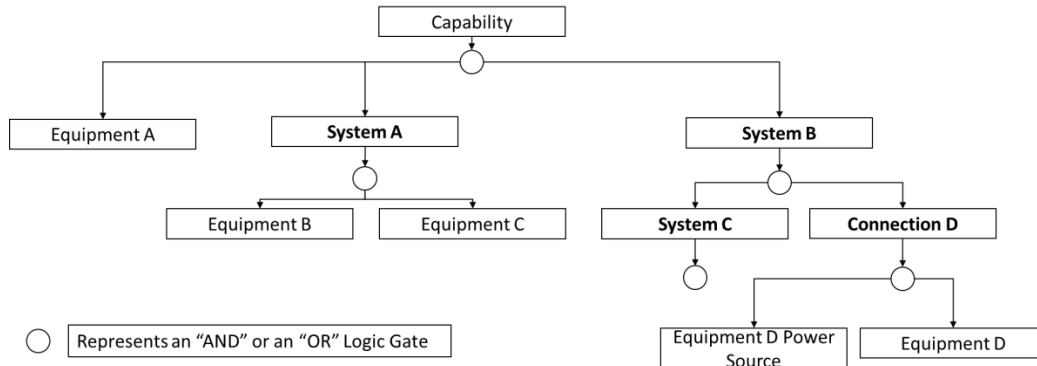 Capability
Equipment A
System A
System B
Equipment B
Equipment C
System C
Connection D
Represents an “AND” or an “OR” Logic Gate
Equipment D Power
Source
Equipment D